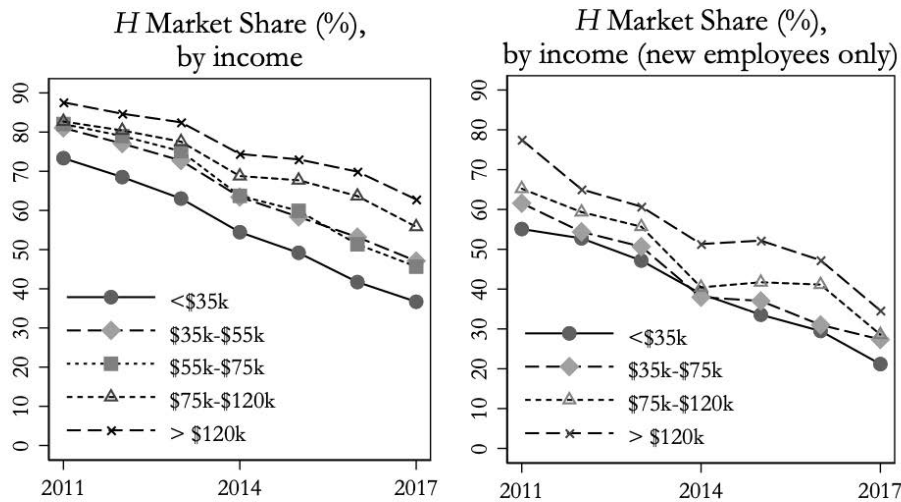 H Market Share (%),
by income
90
80
70
60
50
40
30
20
10
0
<$35k
$35k-$55k
$55k-$75k
$75k-$120k
> $120k
2011
2014
2017
H Market Share (%),
by income (new employees only)
90
80
70
60
50
40
30
20
10
0
<$35k
$35k-$75k
$75k-$120k
> $120k
2011
2014
2017